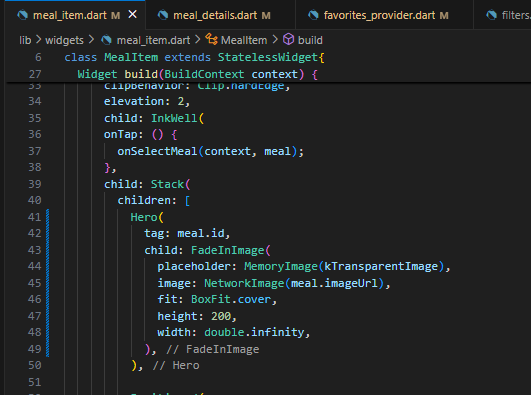 meal_item.dart M
meal_details.dart M
favorites_provider.dart M
filters.
lib > widgets > meal_item.dart > MealItem > build
6 class MealItem extends StatelessWidget{
27 Widget build(BuildContext context) {
33 clipBehavior: Clip.hardEdge,
34 elevation: 2,
35 child: InkWell(
36 onTap: () {
37 onSelectMeal(context, meal);
38 },
39 child: Stack(
40 children: [
41 Hero(
42 tag: meal.id,
43 child: FadeInImage(
44 placeholder: MemoryImage(kTransparentImage),
45 image: NetworkImage(meal.imageUrl),
46 fit: BoxFit.cover,
47 height: 200,
48 width: double.infinity,
49 ), // FadeInImage
50 ), // Hero
51